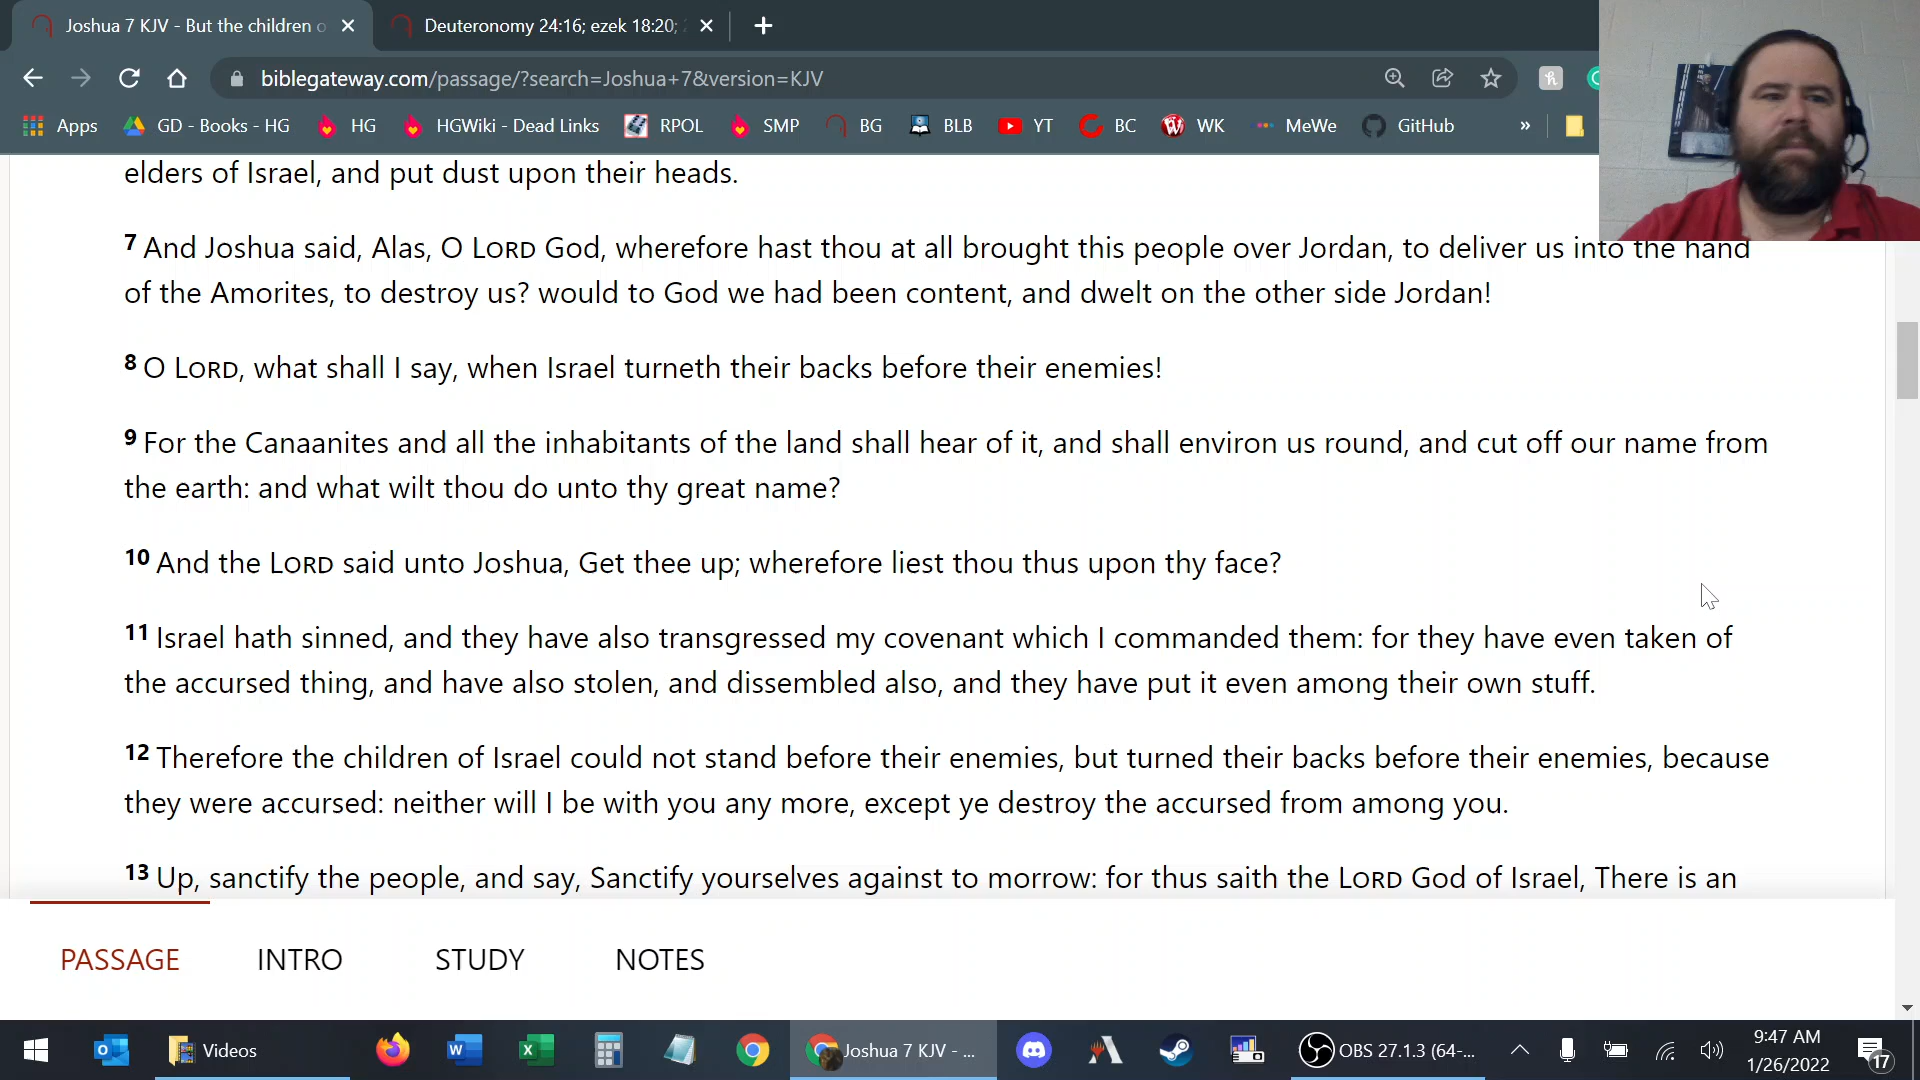 Joshua 7 KJV - But the children o
Deuteronomy 24:16; ezek 18:20;
biblegateway.com/passage/?search=Joshua+7&version=KJV
Apps
GD - Books - HG
HG
HGWiki - Dead Links
RPOL
SMP
BG
BLB
YT
BC
WK
MeWe
GitHub
»
elders of Israel, and put dust upon their heads.
7 And Joshua said, Alas, O LORD God, wherefore hast thou at all brought this people over Jordan, to deliver us into the hand
of the Amorites, to destroy us? would to God we had been content, and dwelt on the other side Jordan!
8 O LORD, what shall I say, when Israel turneth their backs before their enemies!
9 For the Canaanites and all the inhabitants of the land shall hear of it, and shall environ us round, and cut off our name from
the earth: and what wilt thou do unto thy great name?
10 And the LORD said unto Joshua, Get thee up; wherefore liest thou thus upon thy face?
11 Israel hath sinned, and they have also transgressed my covenant which I commanded them: for they have even taken of
the accursed thing, and have also stolen, and dissembled also, and they have put it even among their own stuff.
12 Therefore the children of Israel could not stand before their enemies, but turned their backs before their enemies, because
they were accursed: neither will I be with you any more, except ye destroy the accursed from among you.
13 Up, sanctify the people, and say, Sanctify yourselves against to morrow: for thus saith the LORD God of Israel, There is an
PASSAGE
INTRO
STUDY
NOTES
Videos
Joshua 7 KJV - ...
OBS 27.1.3 (64-...
9:47 AM
1/26/2022
17